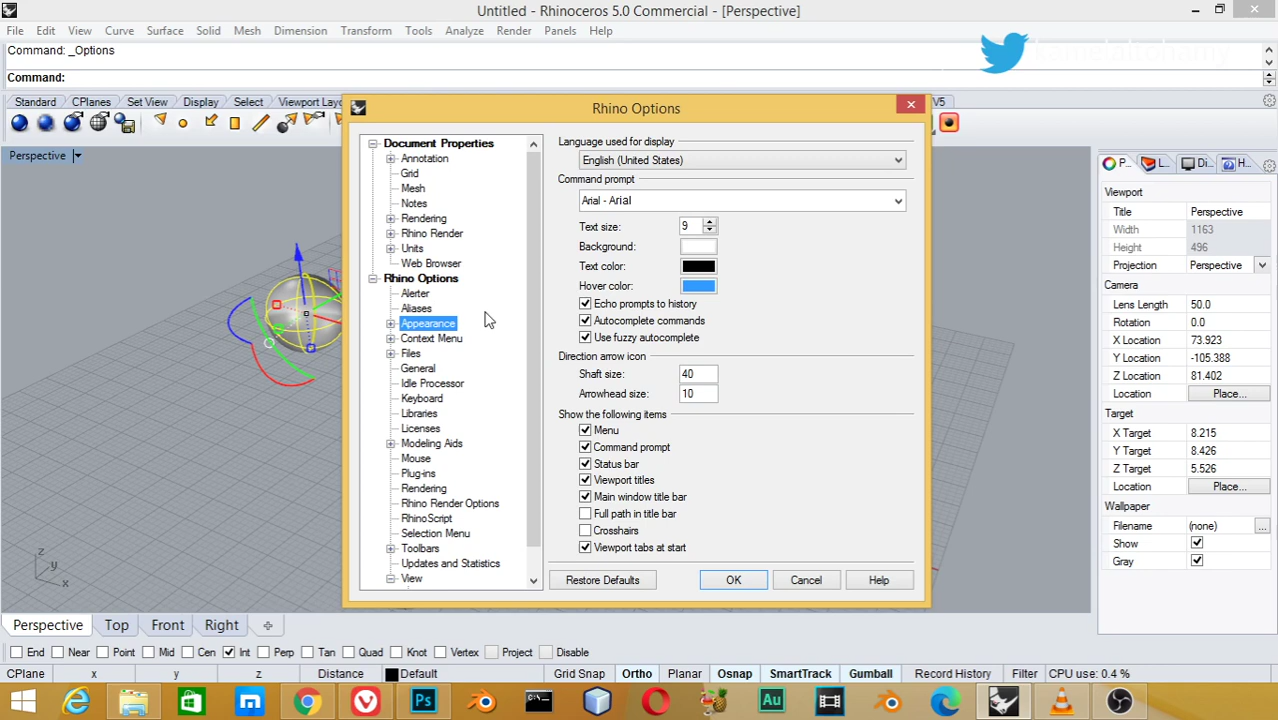 Untitled - Rhinoceros 5.0 Commercial - [Perspective]
File Edit View Curve Surface Solid Mesh Dimension Transform Tools Analyze Render Panels Help
Command: _Options
kamelaltohamy
Command:
Standard CPlanes Set View Display Select Viewport Lay V5
Perspective
Rhino Options
Document Properties
Annotation
Grid
Mesh
Notes
Rendering
Rhino Render
Units
Web Browser
Rhino Options
Alerter
Aliases
Appearance
Context Menu
Files
General
Idle Processor
Keyboard
Libraries
Licenses
Modeling Aids
Mouse
Plug-ins
Rendering
Rhino Render Options
RhinoScript
Selection Menu
Toolbars
Updates and Statistics
View
Language used for display
English (United States)
Command prompt
Arial - Arial
Text size: 9
Background:
Text color:
Hover color:
Echo prompts to history
Autocomplete commands
Use fuzzy autocomplete
Direction arrow icon
Shaft size: 40
Arrowhead size: 10
Show the following items
Menu
Command prompt
Status bar
Viewport titles
Main window title bar
Full path in title bar
Crosshairs
Viewport tabs at start
Restore Defaults OK Cancel Help
P... L... Di... H...
Viewport
Title Perspective
Width 1163
Height 496
Projection Perspective
Camera
Lens Length 50.0
Rotation 0.0
X Location 73.923
Y Location -105.388
Z Location 81.402
Location Place...
Target
X Target 8.215
Y Target 8.426
Z Target 5.526
Location Place...
Wallpaper
Filename (none) ...
Show
Gray
z
y
x
Perspective Top Front Right
End Near Point Mid Cen Int Perp Tan Quad Knot Vertex Project Disable
CPlane x y z Distance Default Grid Snap Ortho Planar Osnap SmartTrack Gumball Record History Filter CPU use: 0.4 %
Ps Au